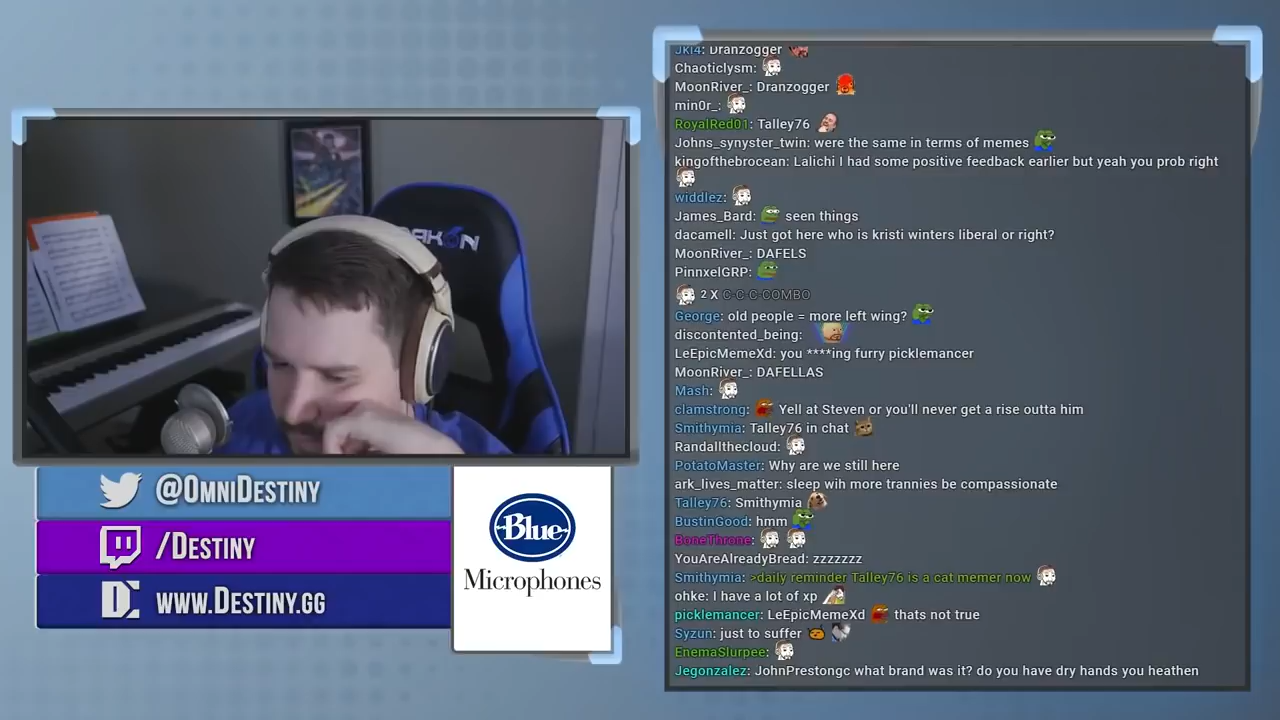 AKON
@OmniDestiny
/Destiny
www.Destiny.gg
Blue
Microphones
Jkl4: Dranzogger
Chaoticlysm:
MoonRiver_: Dranzogger
min0r_:
RoyalRed01: Talley76
Johns_synyster_twin: were the same in terms of memes
kingofthebrocean: Lalichi I had some positive feedback earlier but yeah you prob right
widdlez:
James_Bard: seen things
dacamell: Just got here who is kristi winters liberal or right?
MoonRiver_: DAFELS
PinnxelGRP:
2 X C-C-C-COMBO
George: old people = more left wing?
discontented_being:
LeEpicMemeXd: you ****ing furry picklemancer
MoonRiver_: DAFELLAS
Mash:
clamstrong: Yell at Steven or you'll never get a rise outta him
Smithymia: Talley76 in chat
Randallthecloud:
PotatoMaster: Why are we still here
ark_lives_matter: sleep wih more trannies be compassionate
Talley76: Smithymia
BustinGood: hmm
BoneThrone:
YouAreAlreadyBread: zzzzzzz
Smithymia: >daily reminder Talley76 is a cat memer now
ohke: I have a lot of xp
picklemancer: LeEpicMemeXd thats not true
Syzun: just to suffer
EnemaSlurpee:
Jegonzalez: JohnPrestongc what brand was it? do you have dry hands you heathen